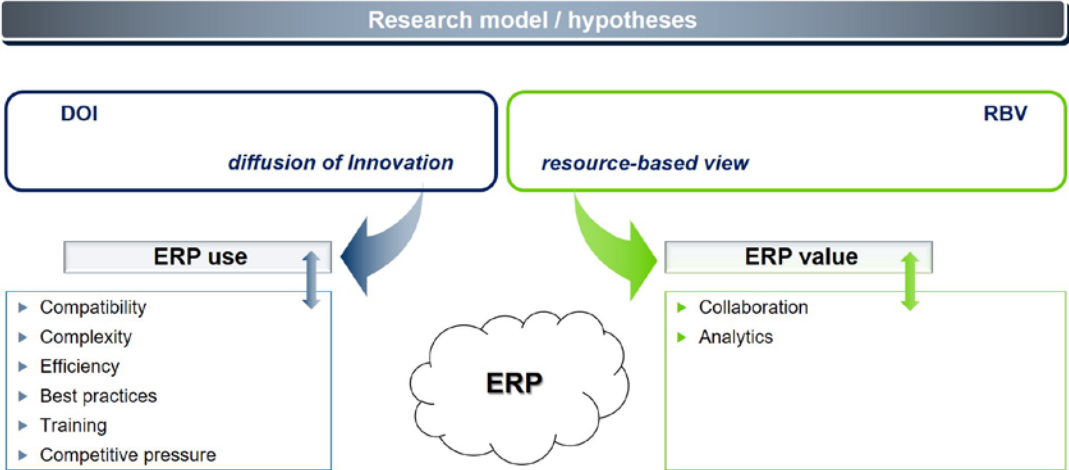 Research model / hypotheses
DOI
diffusion of Innovation
RBV
resource-based view
ERP use
Compatibility
Complexity
Efficiency
Best practices
Training
Competitive pressure
ERP
ERP value
Collaboration
Analytics